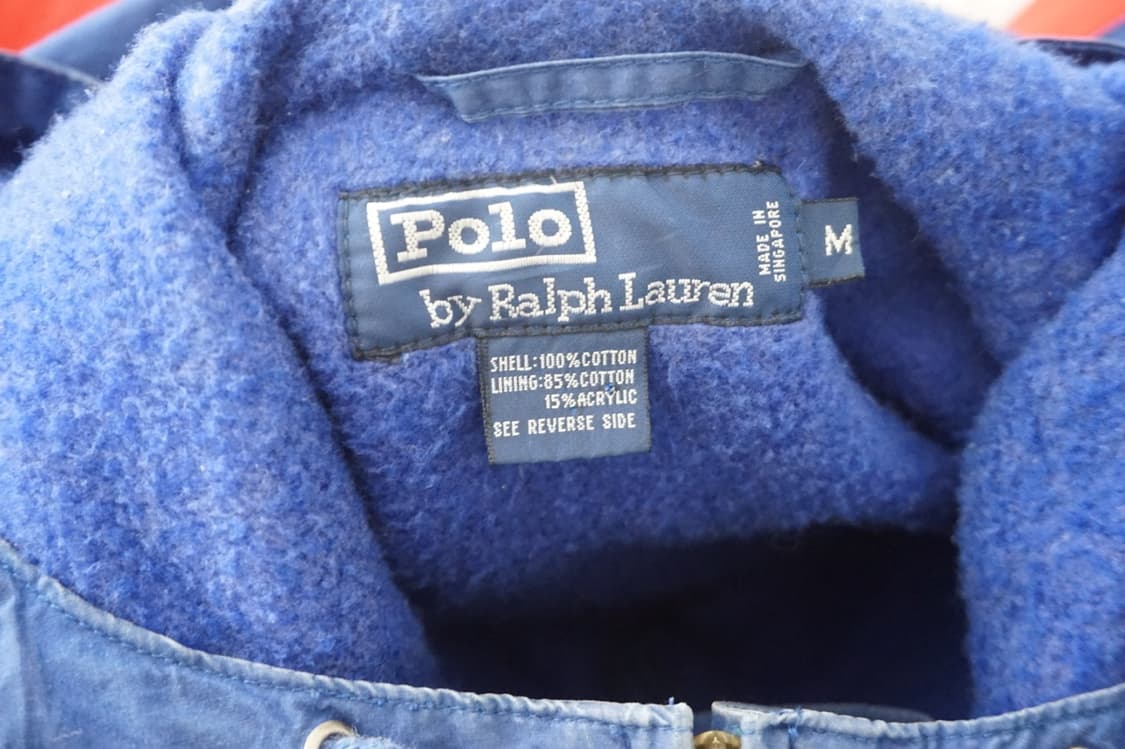 Polo
by Ralph Lauren
MADE IN
SINGAPORE
M
SHELL:100%COTTON
LINING:85%COTTON
15%ACRYLIC
SEE REVERSE SIDE